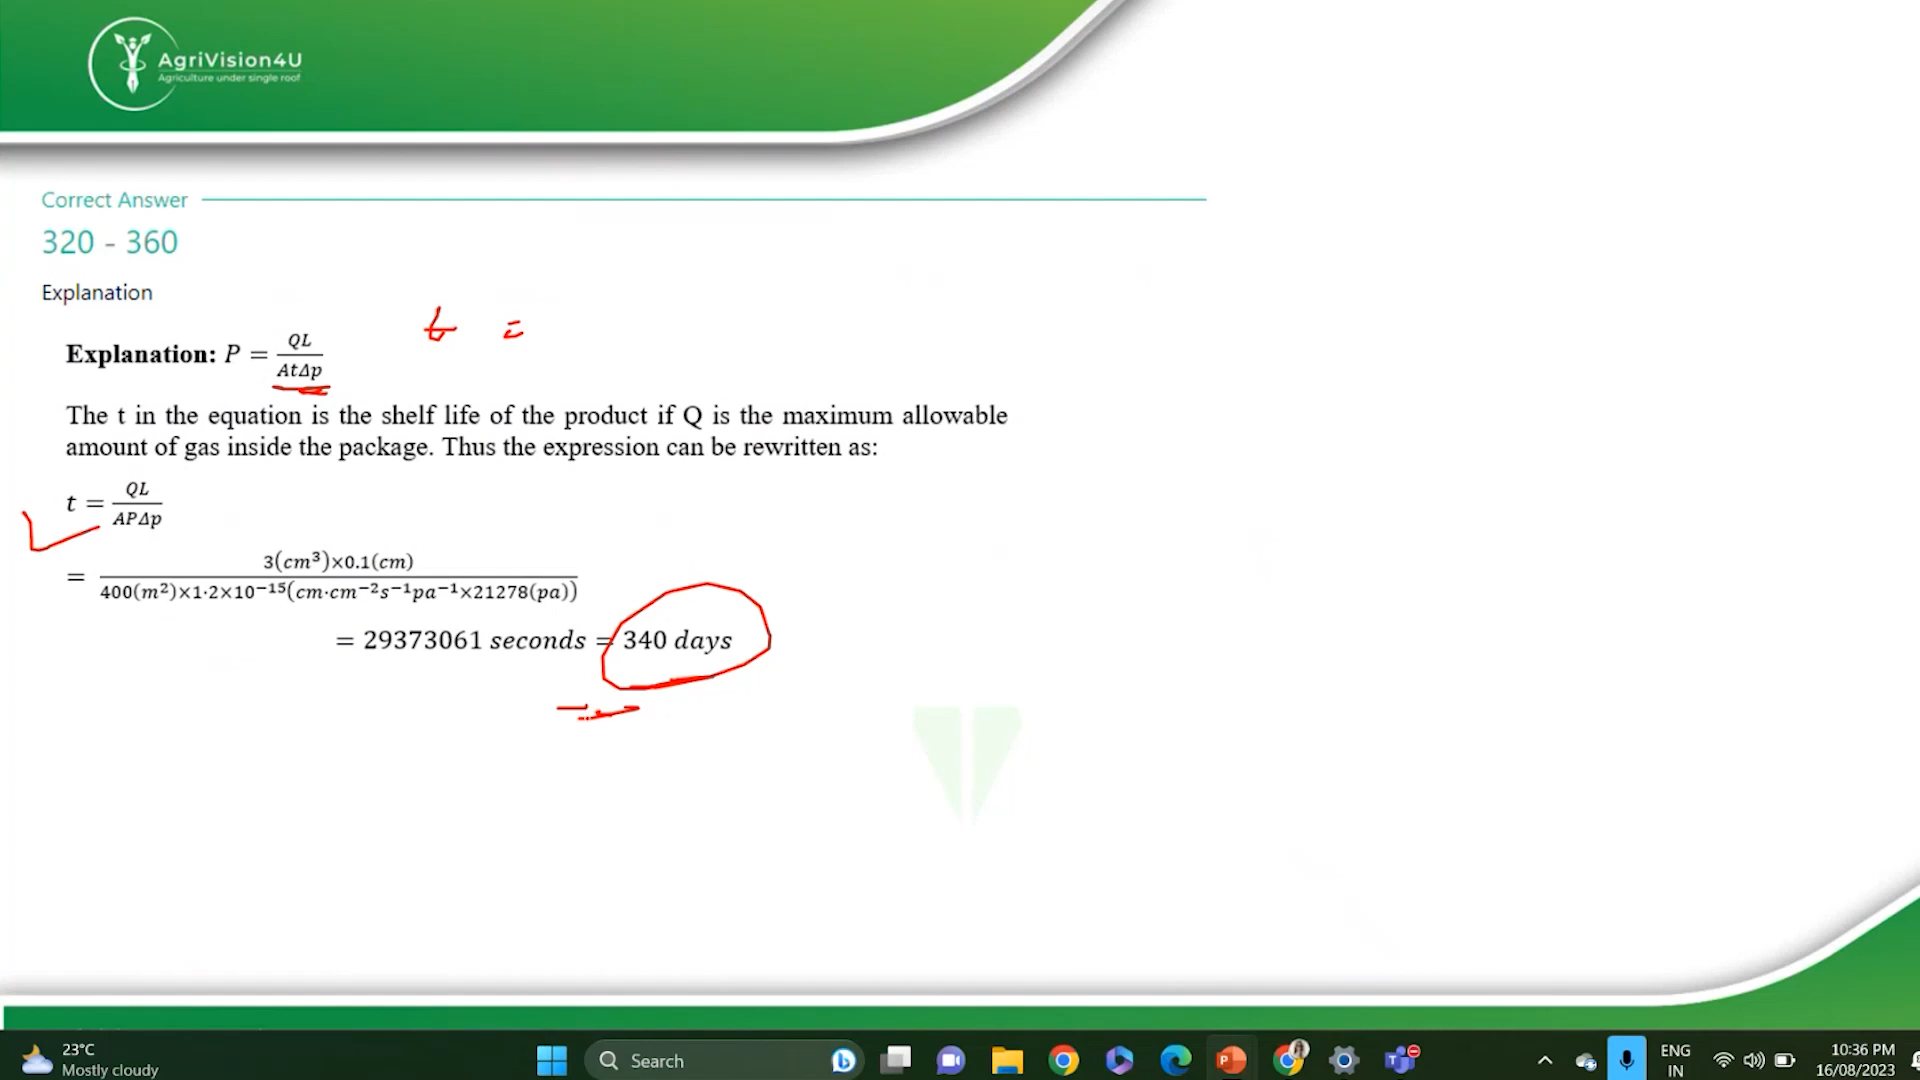 AgriVision4U
Agriculture under single roof
Correct Answer
320 - 360
Explanation
Explanation: P = QL / AtΔp
t =
The t in the equation is the shelf life of the product if Q is the maximum allowable
amount of gas inside the package. Thus the expression can be rewritten as:
t = QL / APΔp
= 3(cm³)×0.1(cm) / 400(m²)×1·2×10⁻¹⁵(cm·cm⁻²s⁻¹pa⁻¹×21278(pa))
= 29373061 seconds = 340 days
23°C
Mostly cloudy
Search
ENG
IN
10:36 PM
16/08/2023